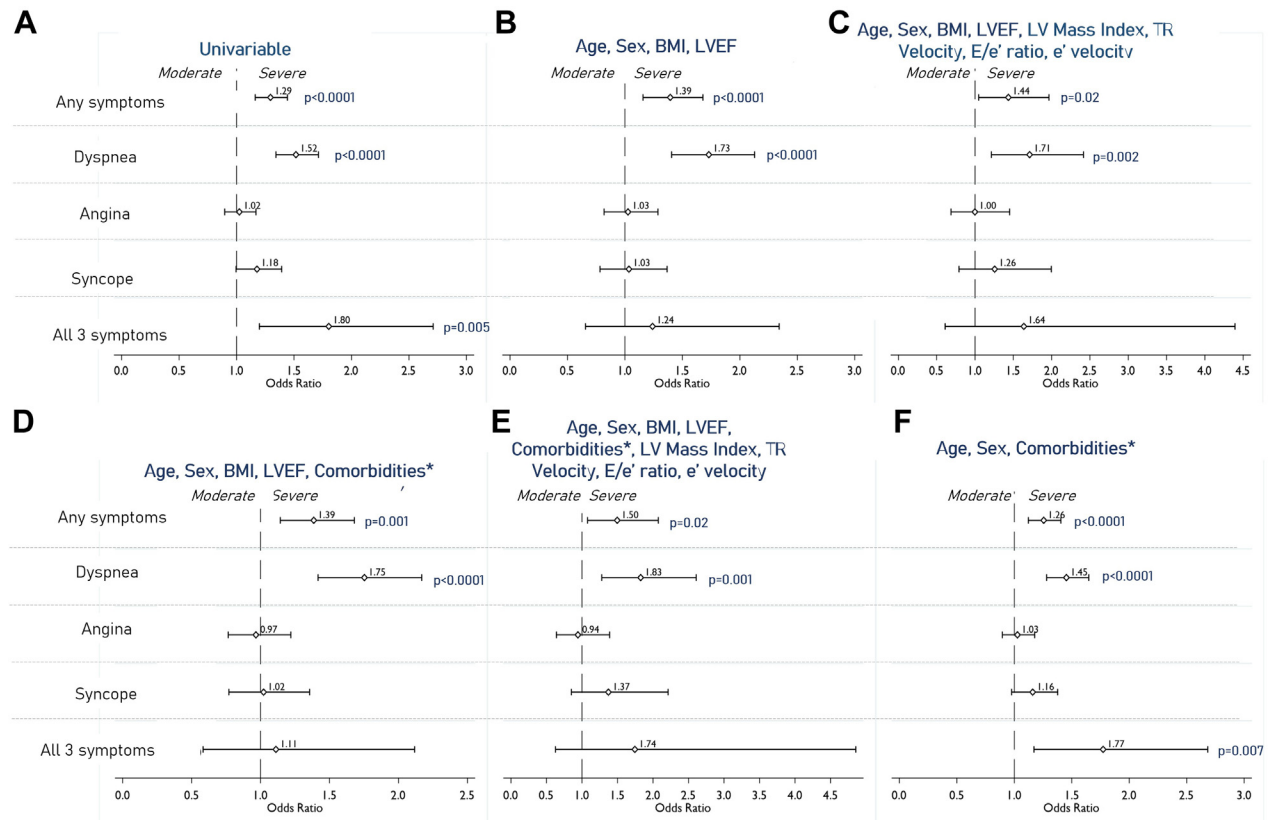 A
Univariable
Moderate Severe
Any symptoms 1.29 p<0.0001
Dyspnea 1.52 p<0.0001
Angina 1.02
Syncope 1.18
All 3 symptoms 1.80 p=0.005
0.0 0.5 1.0 1.5 2.0 2.5 3.0
Odds Ratio
B
Age, Sex, BMI, LVEF
Moderate Severe
1.39 p<0.0001
1.73 p<0.0001
1.03
1.03
1.24
0.0 0.5 1.0 1.5 2.0 2.5 3.0
Odds Ratio
C
Age, Sex, BMI, LVEF, LV Mass Index, TR
Velocity, E/e' ratio, e' velocity
Moderate Severe
1.44 p=0.02
1.71 p=0.002
1.00
1.26
1.64
0.0 0.5 1.0 1.5 2.0 2.5 3.0 3.5 4.0 4.5
Odds Ratio
D
Age, Sex, BMI, LVEF, Comorbidities*
Moderate Severe
Any symptoms 1.39 p=0.001
Dyspnea 1.75 p<0.0001
Angina 0.97
Syncope 1.02
All 3 symptoms 1.11
0.0 0.5 1.0 1.5 2.0 2.5
Odds Ratio
E
Age, Sex, BMI, LVEF,
Comorbidities*, LV Mass Index, TR
Velocity, E/e' ratio, e' velocity
Moderate Severe
1.50 p=0.02
1.83 p=0.001
0.94
1.37
1.74
0.0 0.5 1.0 1.5 2.0 2.5 3.0 3.5 4.0 4.5
Odds Ratio
F
Age, Sex, Comorbidities*
Moderate Severe
1.26 p<0.0001
1.45 p<0.0001
1.03
1.16
1.77 p=0.007
0.0 0.5 1.0 1.5 2.0 2.5 3.0
Odds Ratio